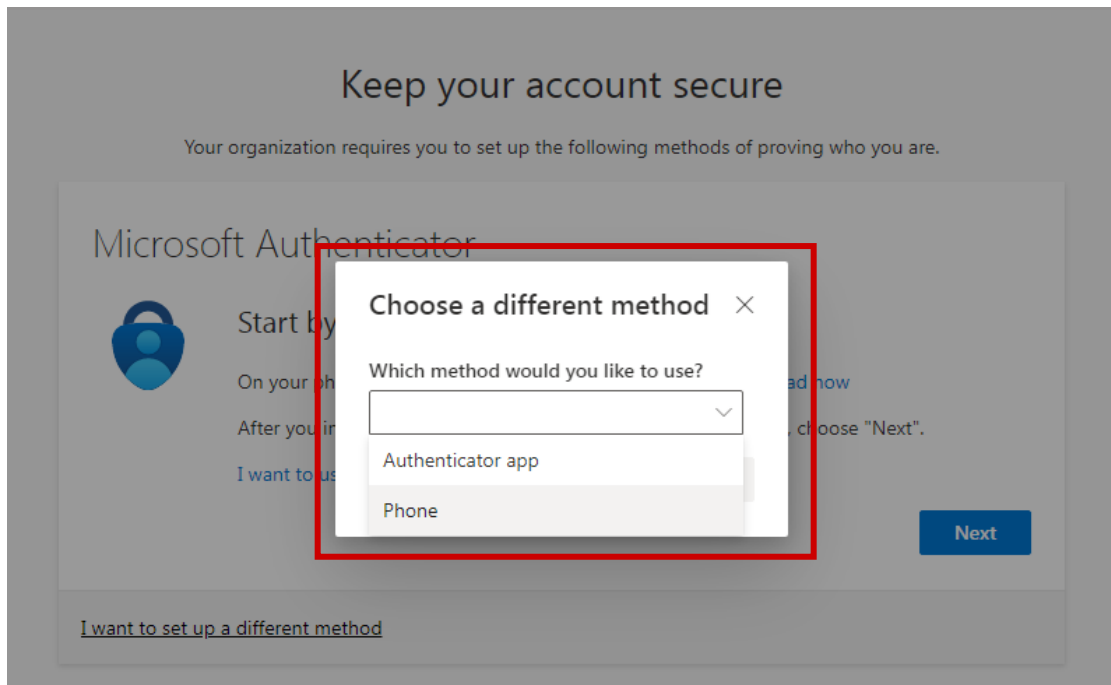 Keep your account secure
Your organization requires you to set up the following methods of proving who you are.
Microsoft Authenticator
Choose a different method
Start by
Which method would you like to use?
On your ph
now
After you in
, choose "Next".
Authenticator app
I want to us
Phone
Next
I want to set up a different method